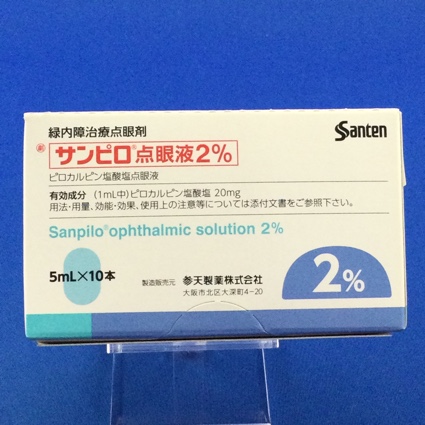 緑内障治療点眼剤
Santen
劇 サンピロ®点眼液2%
ピロカルピン塩酸塩点眼液
有効成分 (1mL中)ピロカルピン塩酸塩 20mg
用法・用量、効能・効果、使用上の注意等については添付文書をご参照下さい。
Sanpilo® ophthalmic solution 2%
5mL×10本
製造販売元 参天製薬株式会社
大阪市北区大深町4-20
2%